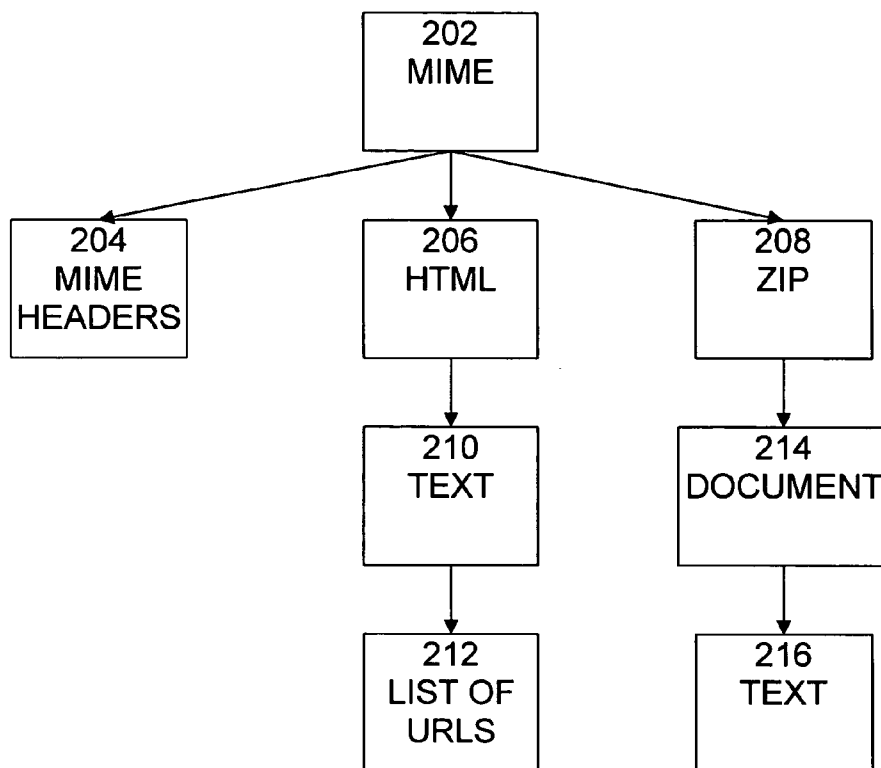 202
MIME
204
MIME
HEADERS
206
HTML
208
ZIP
210
TEXT
214
DOCUMENT
212
LIST OF
URLS
216
TEXT